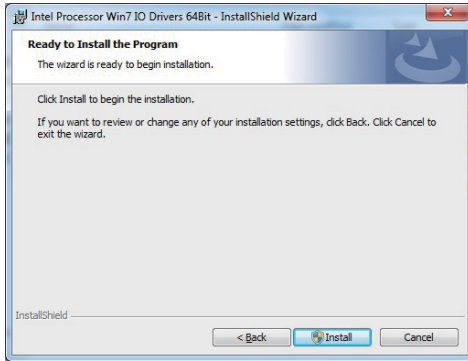 Intel Processor Win7 IO Drivers 64Bit - InstallShield Wizard
Ready to Install the Program
The wizard is ready to begin installation.
Click Install to begin the installation.
If you want to review or change any of your installation settings, click Back. Click Cancel to
exit the wizard.
InstallShield
< Back Install Cancel